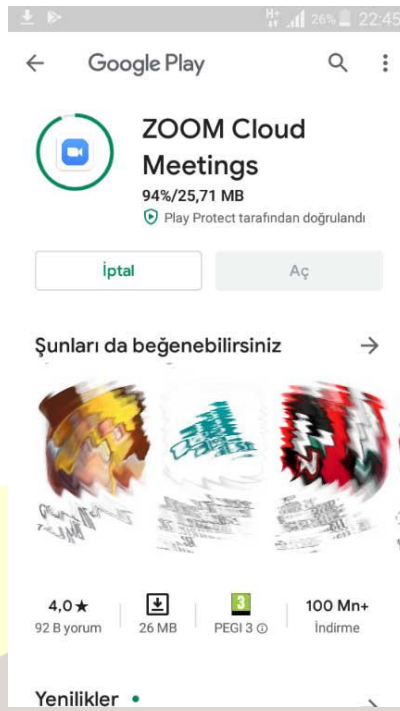 H+ 26% 22:45
Google Play
ZOOM Cloud
Meetings
94%/25,71 MB
Play Protect tarafından doğrulandı
İptal
Aç
Şunları da beğenebilirsiniz
4,0★ 26 MB 3 PEGI 3 100 Mn+
92 B yorum İndirme
Yenilikler